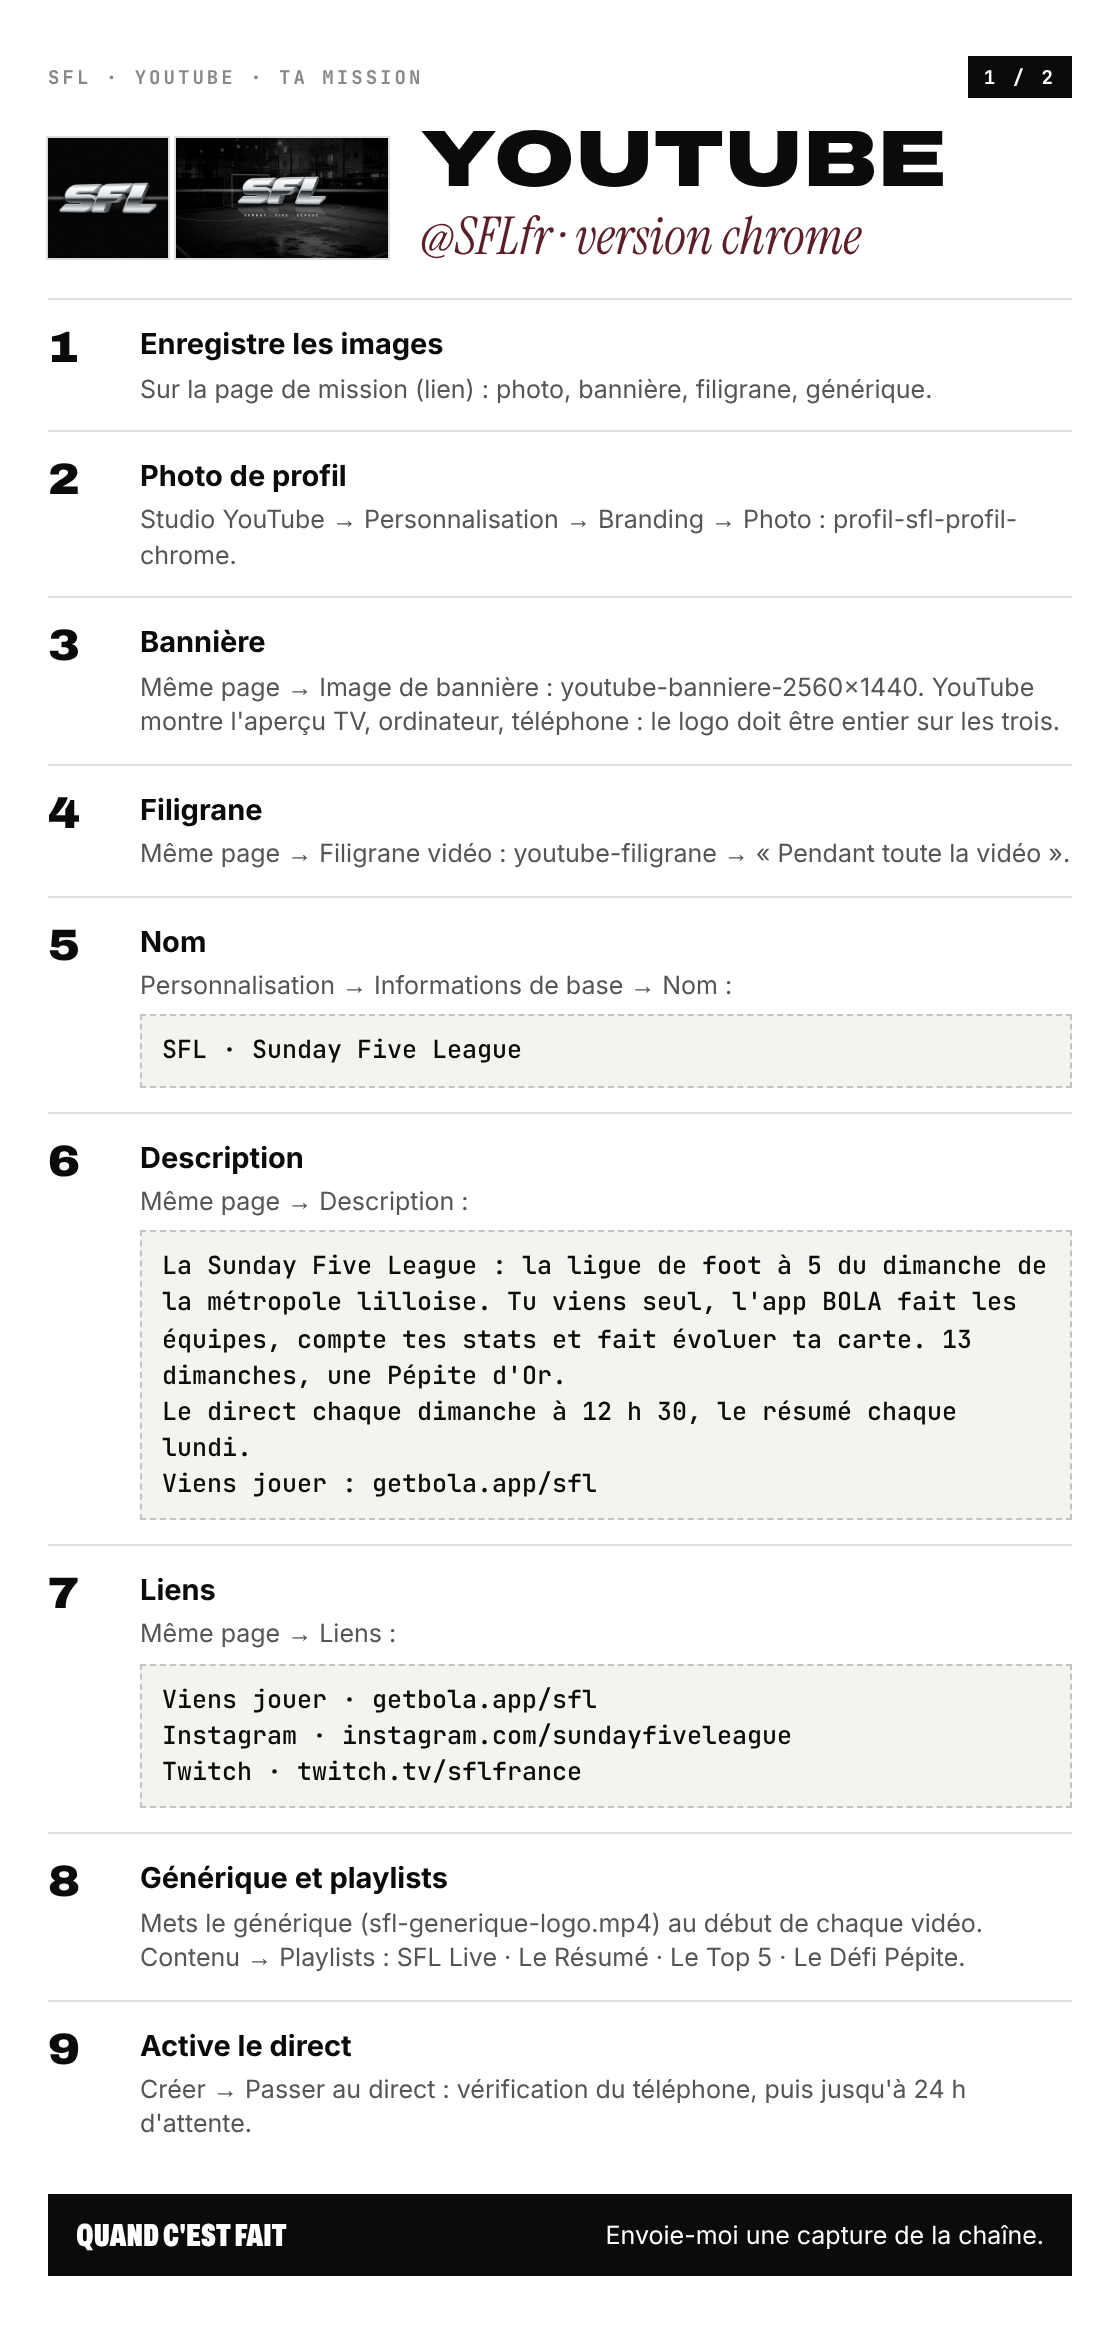 SFL · YOUTUBE · TA MISSION
1 / 2
SFL
SFL
SUNDAY FIVE LEAGUE
YOUTUBE
@SFLfr · version chrome
1
Enregistre les images
Sur la page de mission (lien) : photo, bannière, filigrane, générique.
2
Photo de profil
Studio YouTube → Personnalisation → Branding → Photo : profil-sfl-profil-
chrome.
3
Bannière
Même page → Image de bannière : youtube-banniere-2560×1440. YouTube
montre l'aperçu TV, ordinateur, téléphone : le logo doit être entier sur les trois.
4
Filigrane
Même page → Filigrane vidéo : youtube-filigrane → « Pendant toute la vidéo ».
5
Nom
Personnalisation → Informations de base → Nom :
SFL · Sunday Five League
6
Description
Même page → Description :
La Sunday Five League : la ligue de foot à 5 du dimanche de
la métropole lilloise. Tu viens seul, l'app BOLA fait les
équipes, compte tes stats et fait évoluer ta carte. 13
dimanches, une Pépite d'Or.
Le direct chaque dimanche à 12 h 30, le résumé chaque
lundi.
Viens jouer : getbola.app/sfl
7
Liens
Même page → Liens :
Viens jouer · getbola.app/sfl
Instagram · instagram.com/sundayfiveleague
Twitch · twitch.tv/sflfrance
8
Générique et playlists
Mets le générique (sfl-generique-logo.mp4) au début de chaque vidéo.
Contenu → Playlists : SFL Live · Le Résumé · Le Top 5 · Le Défi Pépite.
9
Active le direct
Créer → Passer au direct : vérification du téléphone, puis jusqu'à 24 h
d'attente.
QUAND C'EST FAIT
Envoie-moi une capture de la chaîne.